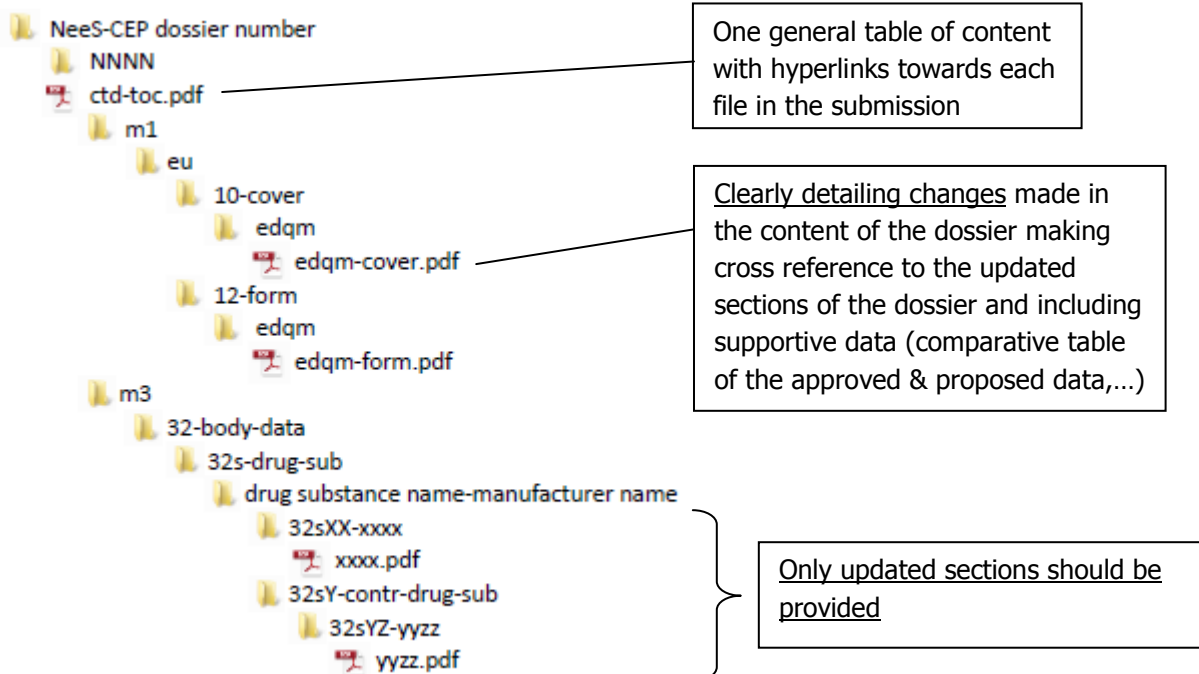 NeeS-CEP dossier number
NNNN
ctd-toc.pdf
m1
eu
10-cover
edqm
edqm-cover.pdf
12-form
edqm
edqm-form.pdf
m3
32-body-data
32s-drug-sub
drug substance name-manufacturer name
32sXX-xxxx
xxxx.pdf
32sY-contr-drug-sub
32sYZ-yyzz
yyzz.pdf
One general table of content
with hyperlinks towards each
file in the submission
Clearly detailing changes made in
the content of the dossier making
cross reference to the updated
sections of the dossier and including
supportive data (comparative table
of the approved & proposed data,...)
Only updated sections should be
provided